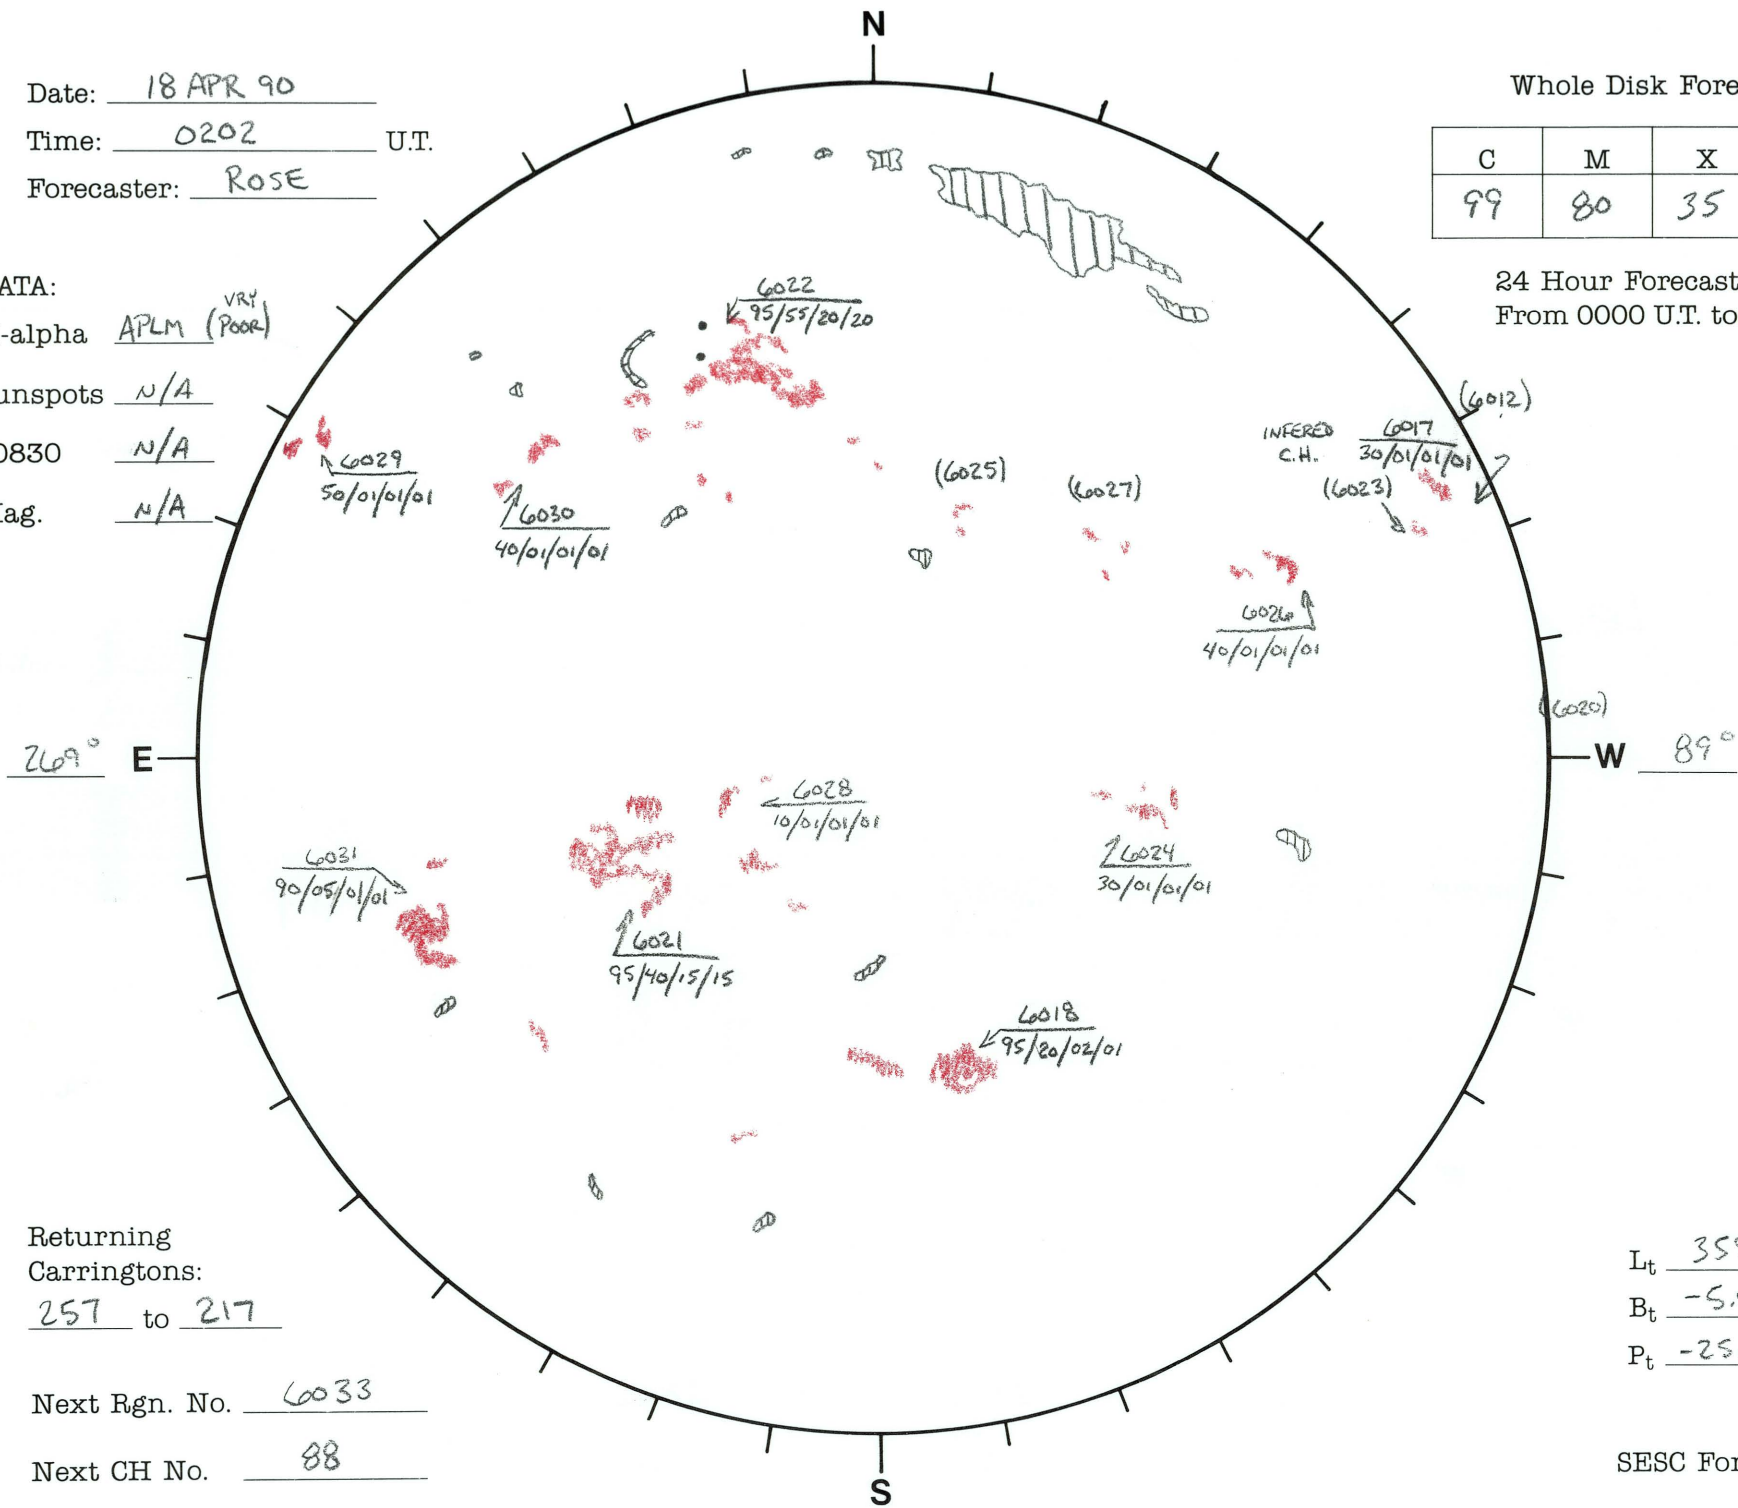 N
Date: 18 APR 90
Time: 0202 U.T.
Forecaster: ROSE
Whole Disk Fore
C M X
99 80 35
24 Hour Forecast
From 0000 U.T. to
ATA:
-alpha APLM (VRY POOR)
unspots N/A
0830 N/A
ag. N/A
6022
95/55/20/20
(6012)
INFERED
C.H.
6017
30/01/01/01
(6023)
6029
50/01/01/01
(6025)
(6027)
6030
40/01/01/01
6026
40/01/01/01
(6020)
269° E
W 89°
6028
10/01/01/01
6031
90/05/01/01
6024
30/01/01/01
6021
95/40/15/15
6018
95/20/02/01
Returning
Carringtons:
257 to 217
Lt 359
Bt -5.
Pt -25
Next Rgn. No. 6033
Next CH No. 88
SESC For
S